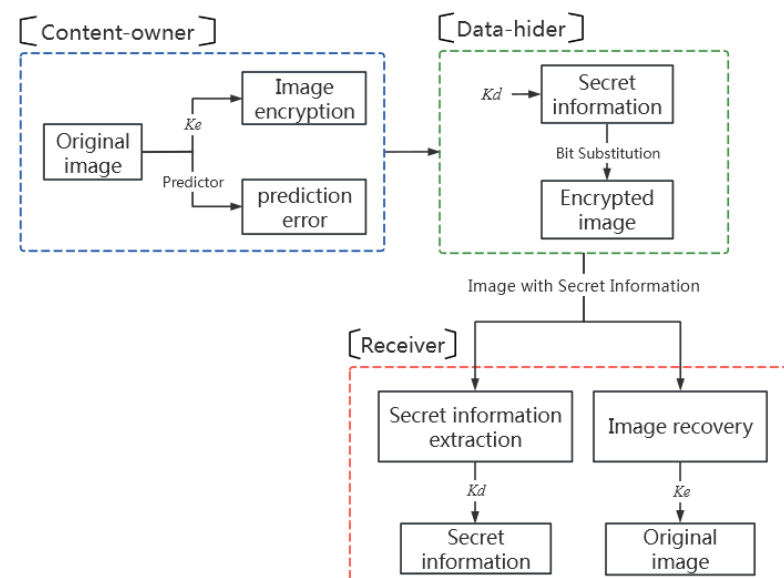 Content-owner
Original
image
Ke
Predictor
Image
encryption
prediction
error
Data-hider
Kd
Secret
information
Bit Substitution
Encrypted
image
Image with Secret Information
Receiver
Secret information
extraction
Kd
Secret
information
Image recovery
Ke
Original
image